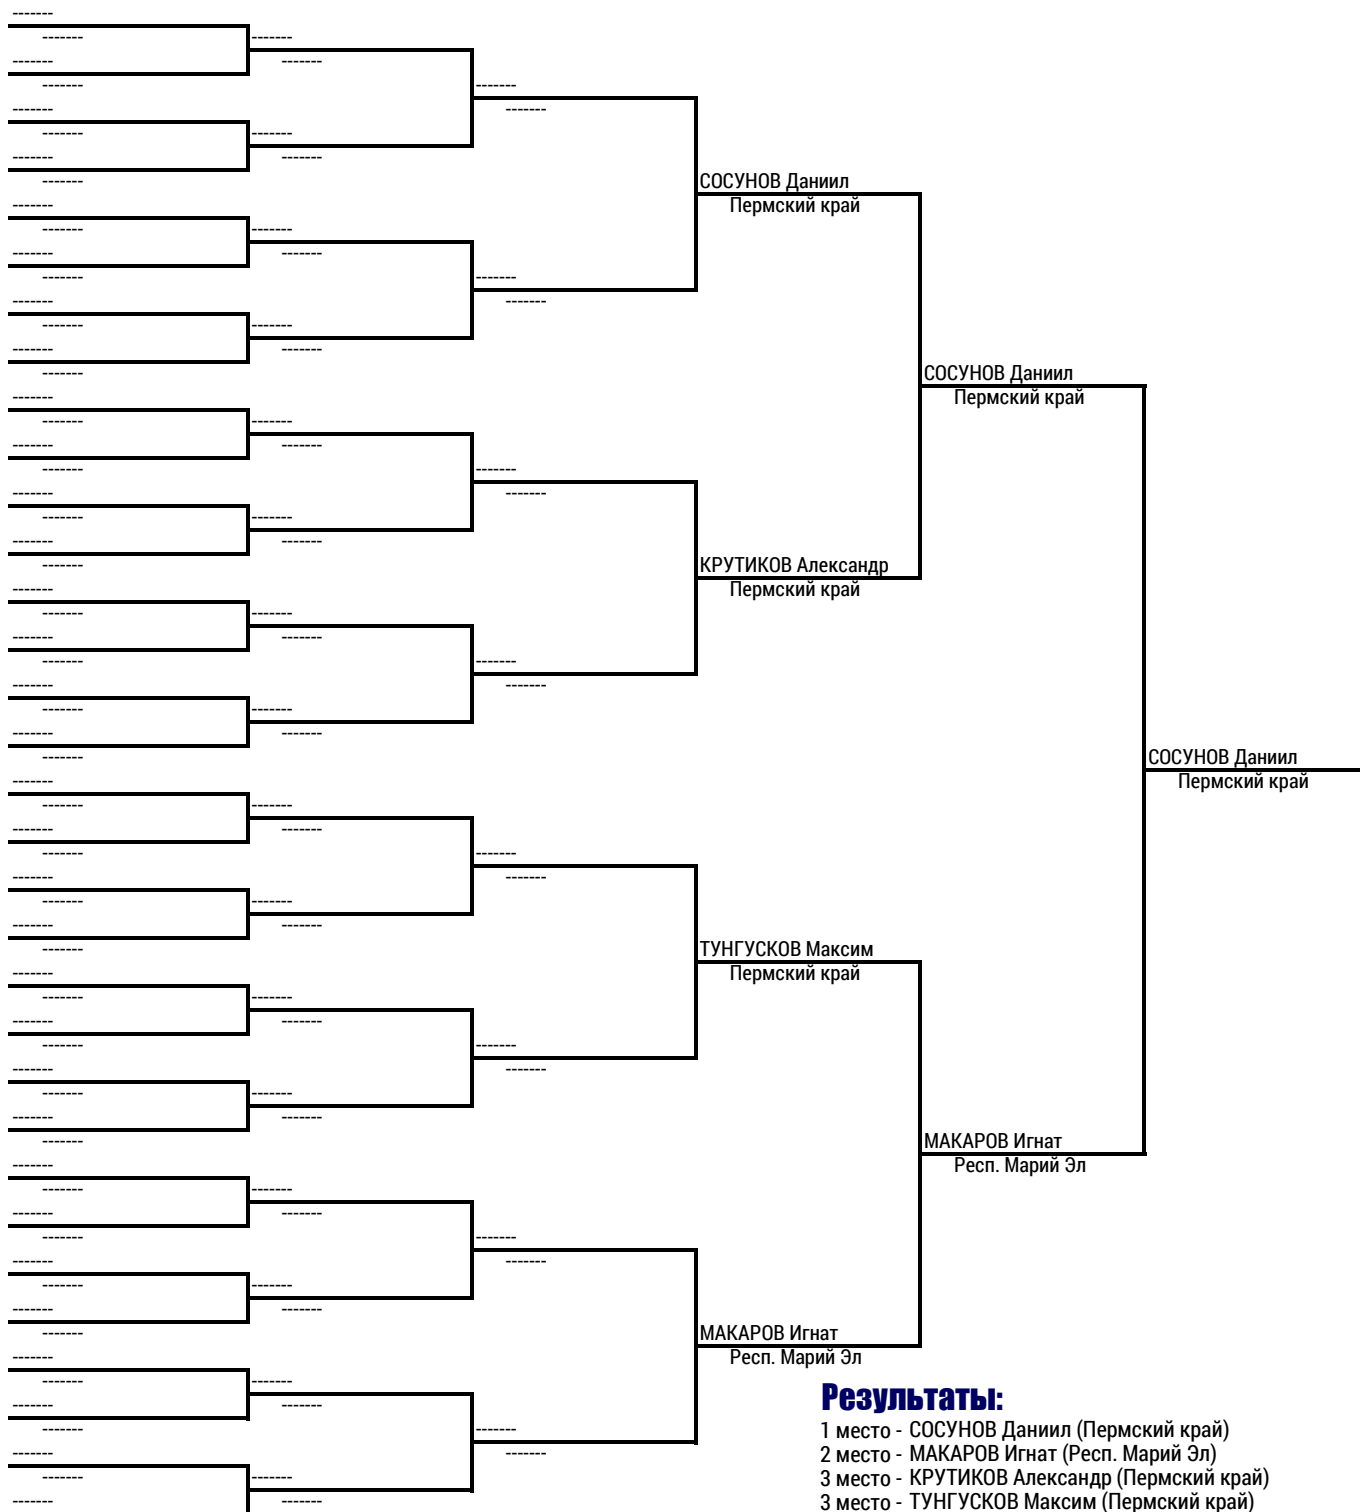 СОСУНОВ Даниил
Пермский край
СОСУНОВ Даниил
Пермский край
КРУТИКОВ Александр
Пермский край
СОСУНОВ Даниил
Пермский край
ТУНГУСКОВ Максим
Пермский край
МАКАРОВ Игнат
Респ. Марий Эл
МАКАРОВ Игнат
Респ. Марий Эл
Результаты:
1 место - СОСУНОВ Даниил (Пермский край)
2 место - МАКАРОВ Игнат (Респ. Марий Эл)
3 место - КРУТИКОВ Александр (Пермский край)
3 место - ТУНГУСКОВ Максим (Пермский край)